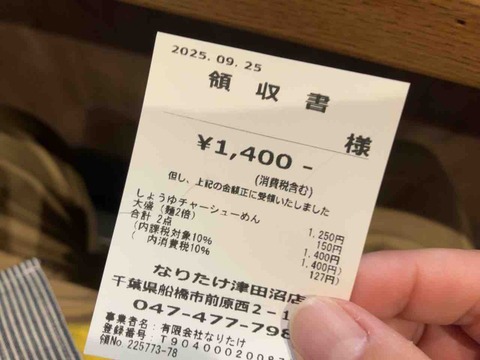 2025.09.25
領収書
様
¥1,400-
(消費税含む)
但し、上記の金額正に受領いたしました
しょうゆチャーシューめん 1,250円
大盛(麺2倍) 150円
合計 2点 1,400円
(内課税対象10% 1,400円)
( 内消費税10% 127円)
なりたけ津田沼店
千葉県船橋市前原西2-1
047-477-798
事業者名:有限会社なりたけ
登録番号: T904000200087
領No 225773-78